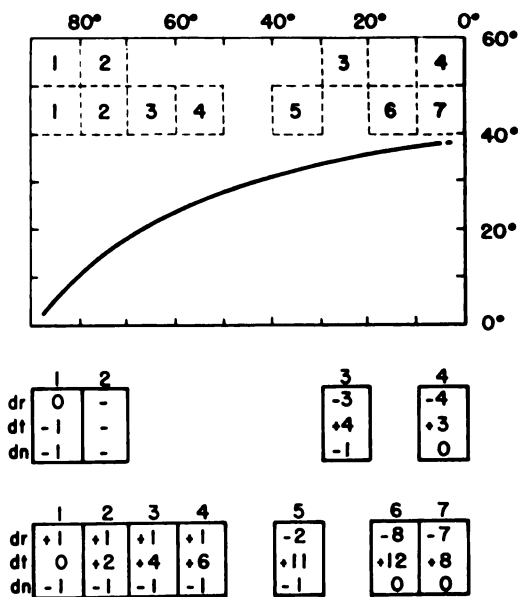 80° 60° 40° 20° 0°
60°
1 2 3 4
1 2 3 4 5 6 7
40°
20°
0°
1 2 3 4
dr 0 - -3 -4
dt -1 - +4 +3
dn -1 - -1 0
1 2 3 4 5 6 7
dr +1 +1 +1 +1 -2 -8 -7
dt 0 +2 +4 +6 +11 +12 +8
dn -1 -1 -1 -1 -1 0 0